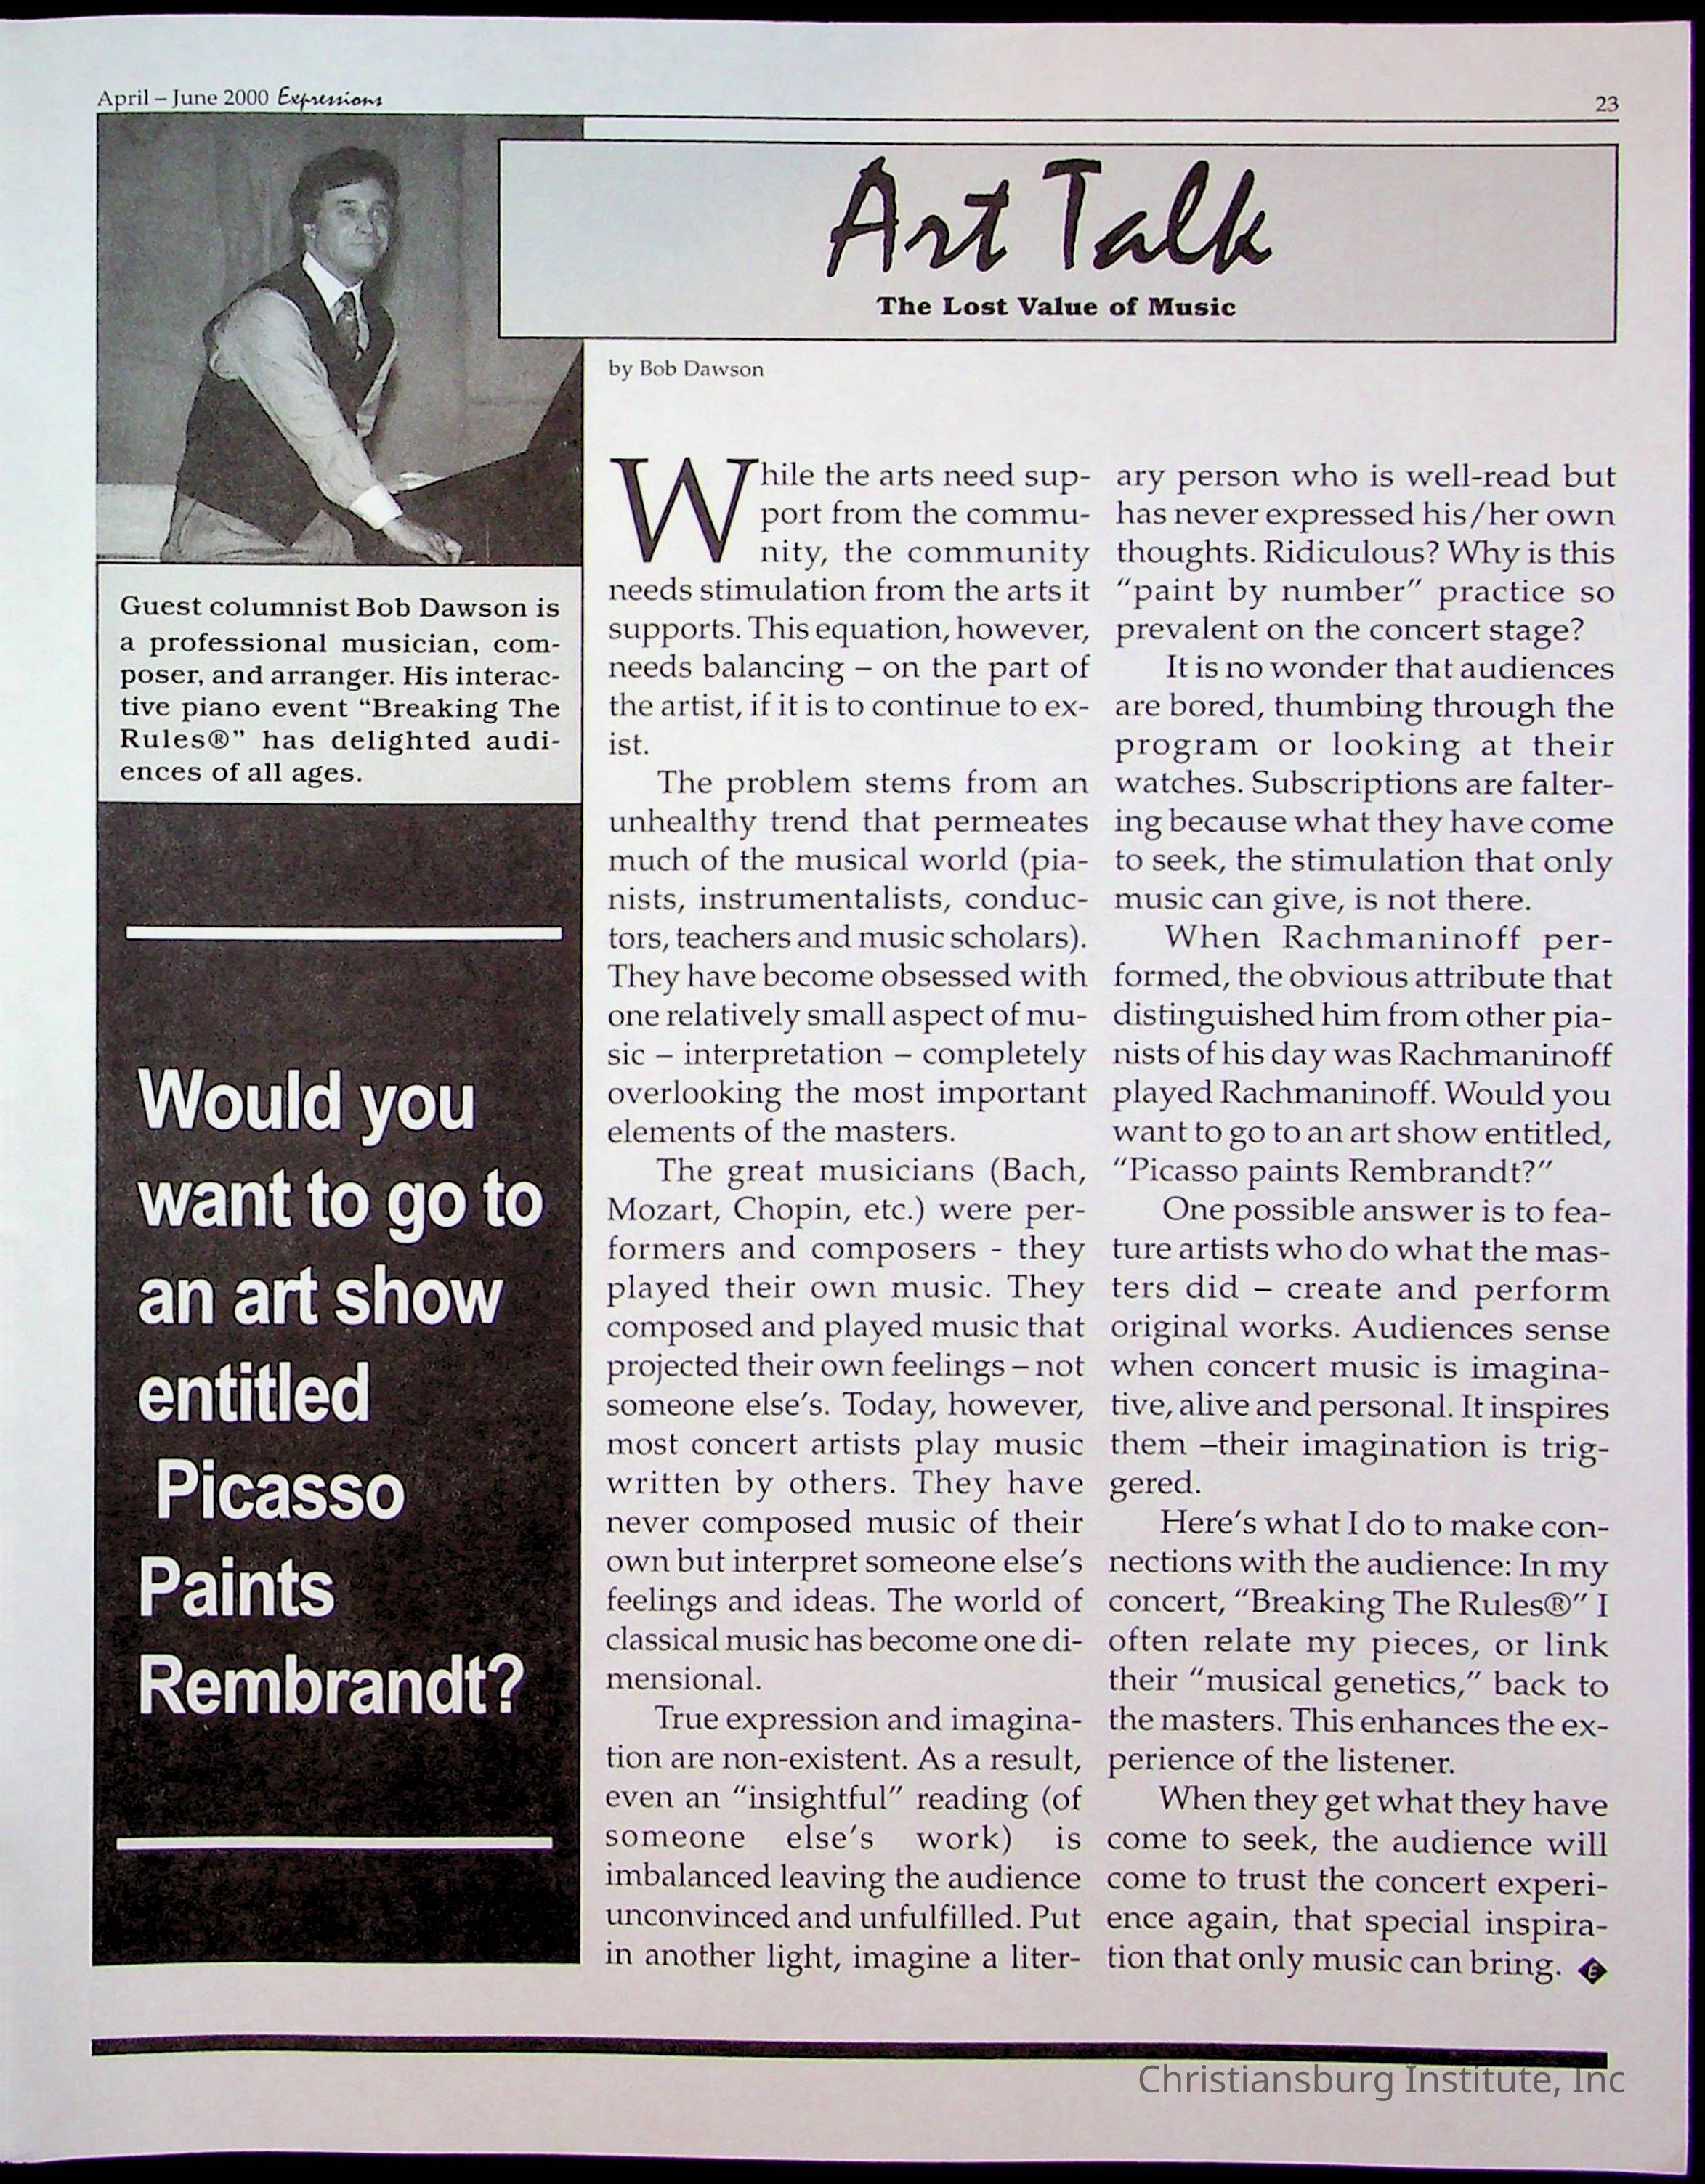 April – June 2000 Expressions
23
Art Talk
The Lost Value of Music
by Bob Dawson
Guest columnist Bob Dawson is
a professional musician, com-
poser, and arranger. His interac-
tive piano event “Breaking The
Rules®” has delighted audi-
ences of all ages.
Would you
want to go to
an art show
entitled
Picasso
Paints
Rembrandt?
While the arts need sup-
port from the commu-
nity, the community
needs stimulation from the arts it
supports. This equation, however,
needs balancing – on the part of
the artist, if it is to continue to ex-
ist.
The problem stems from an
unhealthy trend that permeates
much of the musical world (pia-
nists, instrumentalists, conduc-
tors, teachers and music scholars).
They have become obsessed with
one relatively small aspect of mu-
sic – interpretation – completely
overlooking the most important
elements of the masters.
The great musicians (Bach,
Mozart, Chopin, etc.) were per-
formers and composers - they
played their own music. They
composed and played music that
projected their own feelings – not
someone else’s. Today, however,
most concert artists play music
written by others. They have
never composed music of their
own but interpret someone else’s
feelings and ideas. The world of
classical music has become one di-
mensional.
True expression and imagina-
tion are non-existent. As a result,
even an “insightful” reading (of
someone else’s work) is
imbalanced leaving the audience
unconvinced and unfulfilled. Put
in another light, imagine a liter-
ary person who is well-read but
has never expressed his/her own
thoughts. Ridiculous? Why is this
“paint by number” practice so
prevalent on the concert stage?
It is no wonder that audiences
are bored, thumbing through the
program or looking at their
watches. Subscriptions are falter-
ing because what they have come
to seek, the stimulation that only
music can give, is not there.
When Rachmaninoff per-
formed, the obvious attribute that
distinguished him from other pia-
nists of his day was Rachmaninoff
played Rachmaninoff. Would you
want to go to an art show entitled,
“Picasso paints Rembrandt?”
One possible answer is to fea-
ture artists who do what the mas-
ters did – create and perform
original works. Audiences sense
when concert music is imagina-
tive, alive and personal. It inspires
them –their imagination is trig-
gered.
Here’s what I do to make con-
nections with the audience: In my
concert, “Breaking The Rules®” I
often relate my pieces, or link
their “musical genetics,” back to
the masters. This enhances the ex-
perience of the listener.
When they get what they have
come to seek, the audience will
come to trust the concert experi-
ence again, that special inspira-
tion that only music can bring. E
Christiansburg Institute, Inc